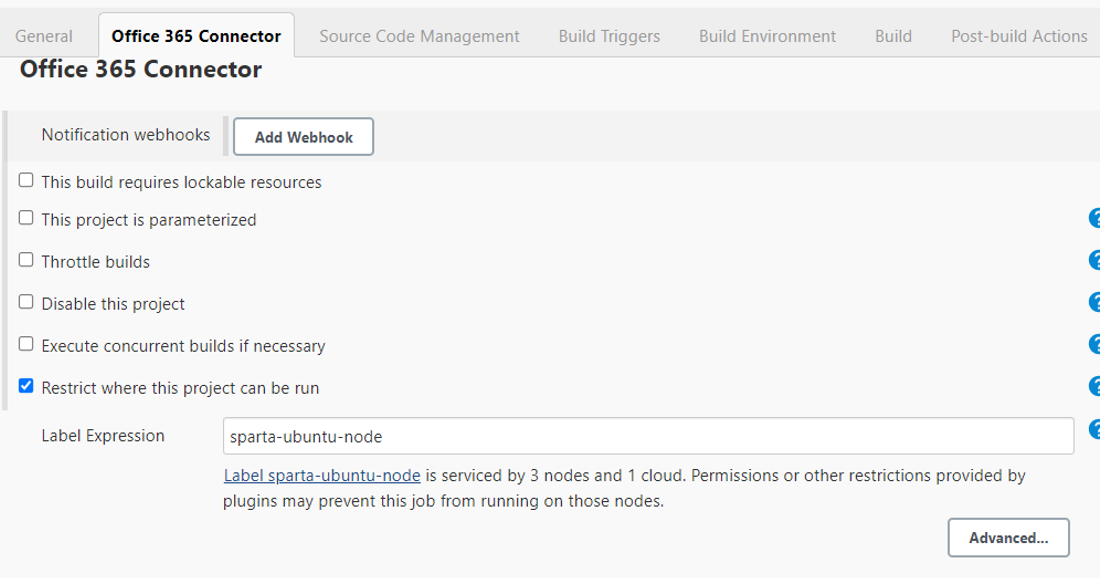 General Office 365 Connector Source Code Management Build Triggers Build Environment Build Post-build Actions
Office 365 Connector
Notification webhooks Add Webhook
This build requires lockable resources
This project is parameterized ?
Throttle builds ?
Disable this project ?
Execute concurrent builds if necessary ?
Restrict where this project can be run ?
Label Expression sparta-ubuntu-node ?
Label sparta-ubuntu-node is serviced by 3 nodes and 1 cloud. Permissions or other restrictions provided by
plugins may prevent this job from running on those nodes.
Advanced...